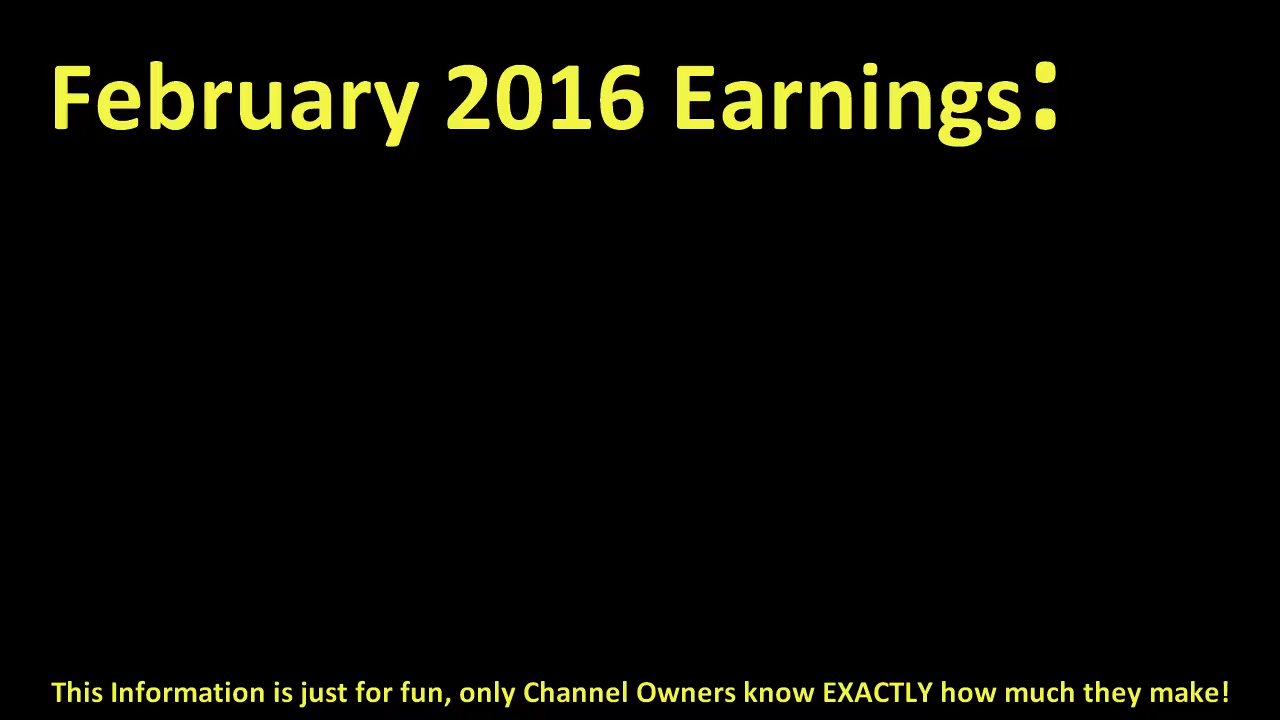 February 2016 Earnings:
This Information is just for fun, only Channel Owners know EXACTLY how much they make!